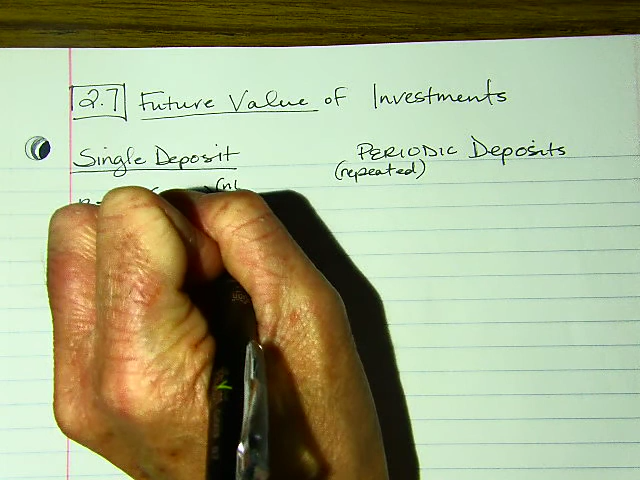 2.7 Future Value of Investments
Single Deposit
PERIODIC Deposits
(repeated)